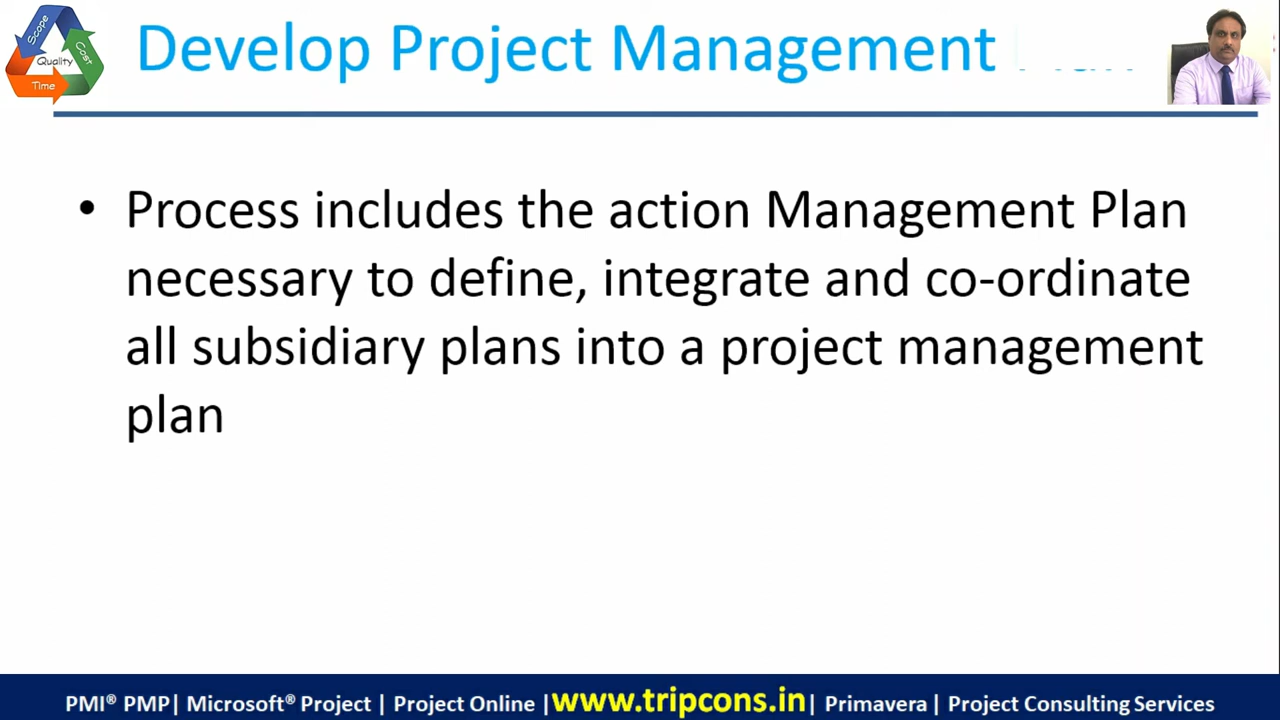 Scope
Cost
Quality
Time
Develop Project Management
• Process includes the action Management Plan
necessary to define, integrate and co-ordinate
all subsidiary plans into a project management
plan
PMI® PMP| Microsoft® Project | Project Online |www.tripcons.in| Primavera | Project Consulting Services